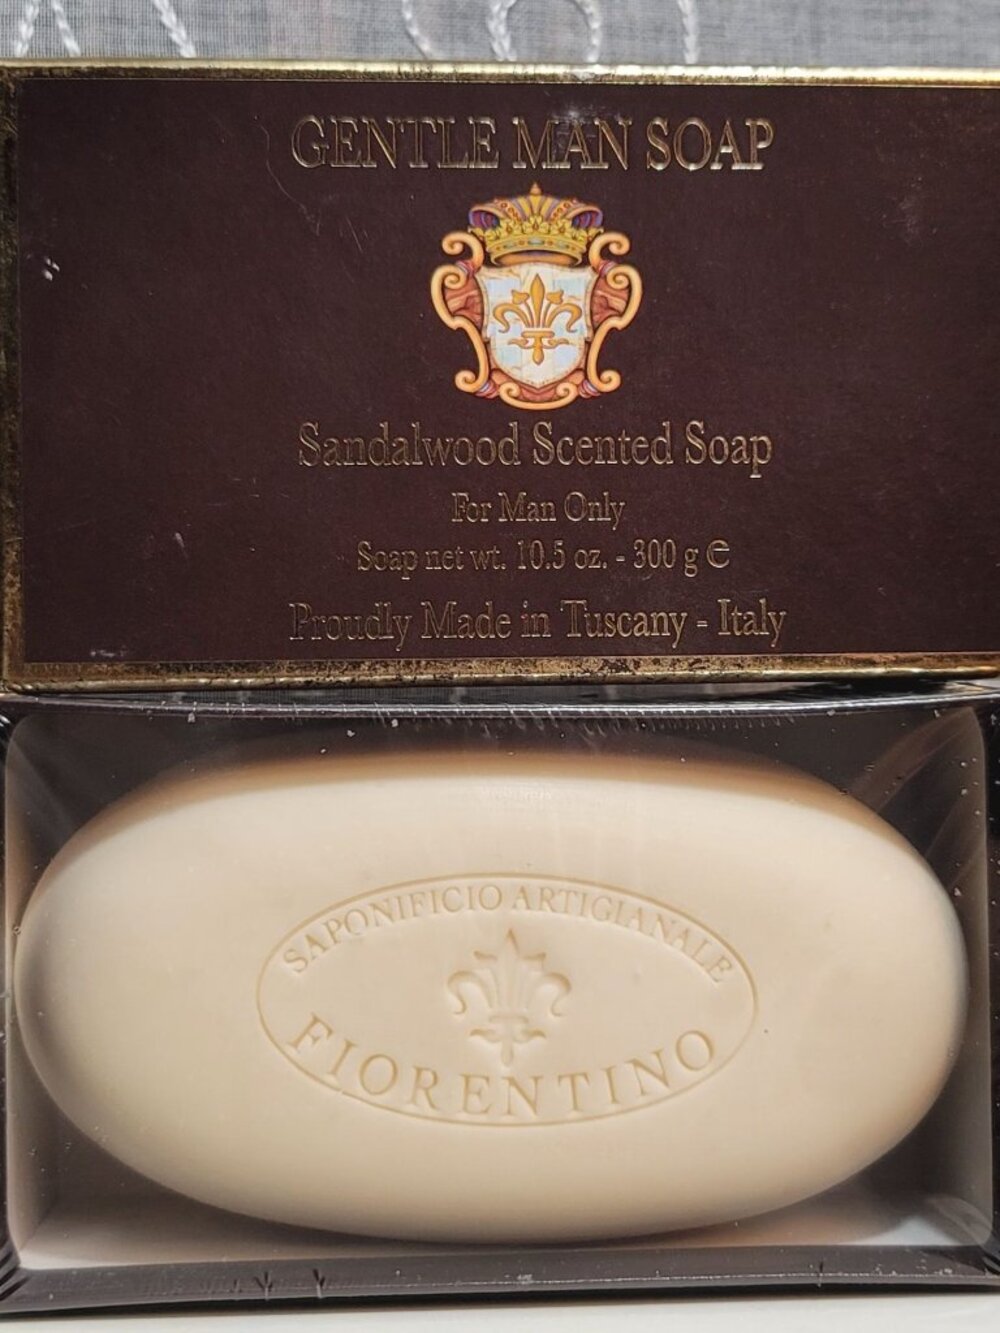 GENTLE MAN SOAP
Sandalwood Scented Soap
For Man Only
Soap net wt. 10.5 oz. - 300 g ℮
Proudly Made in Tuscany - Italy
SAPONIFICIO ARTIGIANALE
FIORENTINO